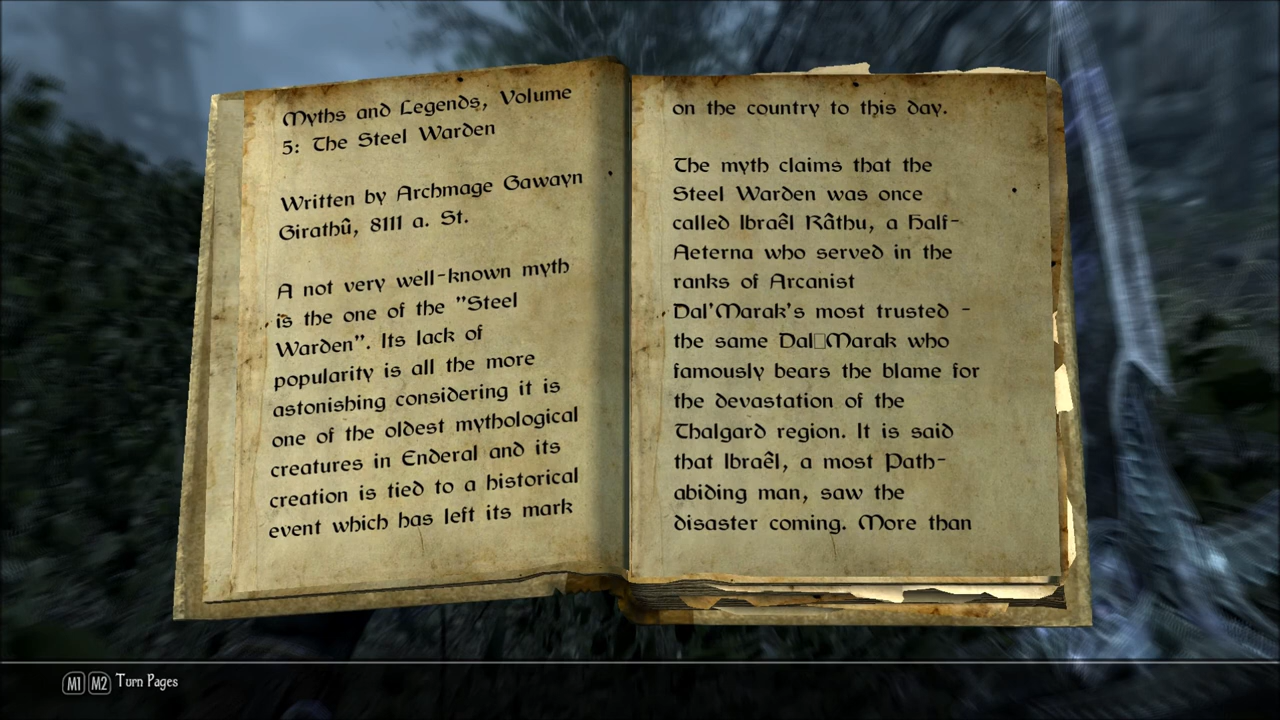 Myths and Legends, Volume
5: The Steel Warden
Written by Archmage Gawayn
Girathû, 8111 a. St.
A not very well-known myth
is the one of the "Steel
Warden". Its lack of
popularity is all the more
astonishing considering it is
one of the oldest mythological
creatures in Enderal and its
creation is tied to a historical
event which has left its mark
on the country to this day.
The myth claims that the
Steel Warden was once
called Ibraêl Râthu, a Half-
Aeterna who served in the
ranks of Arcanist
Dal'Marak's most trusted -
the same Dal□Marak who
famously bears the blame for
the devastation of the
Thalgard region. It is said
that Ibraêl, a most Path-
abiding man, saw the
disaster coming. More than
M1 M2 Turn Pages